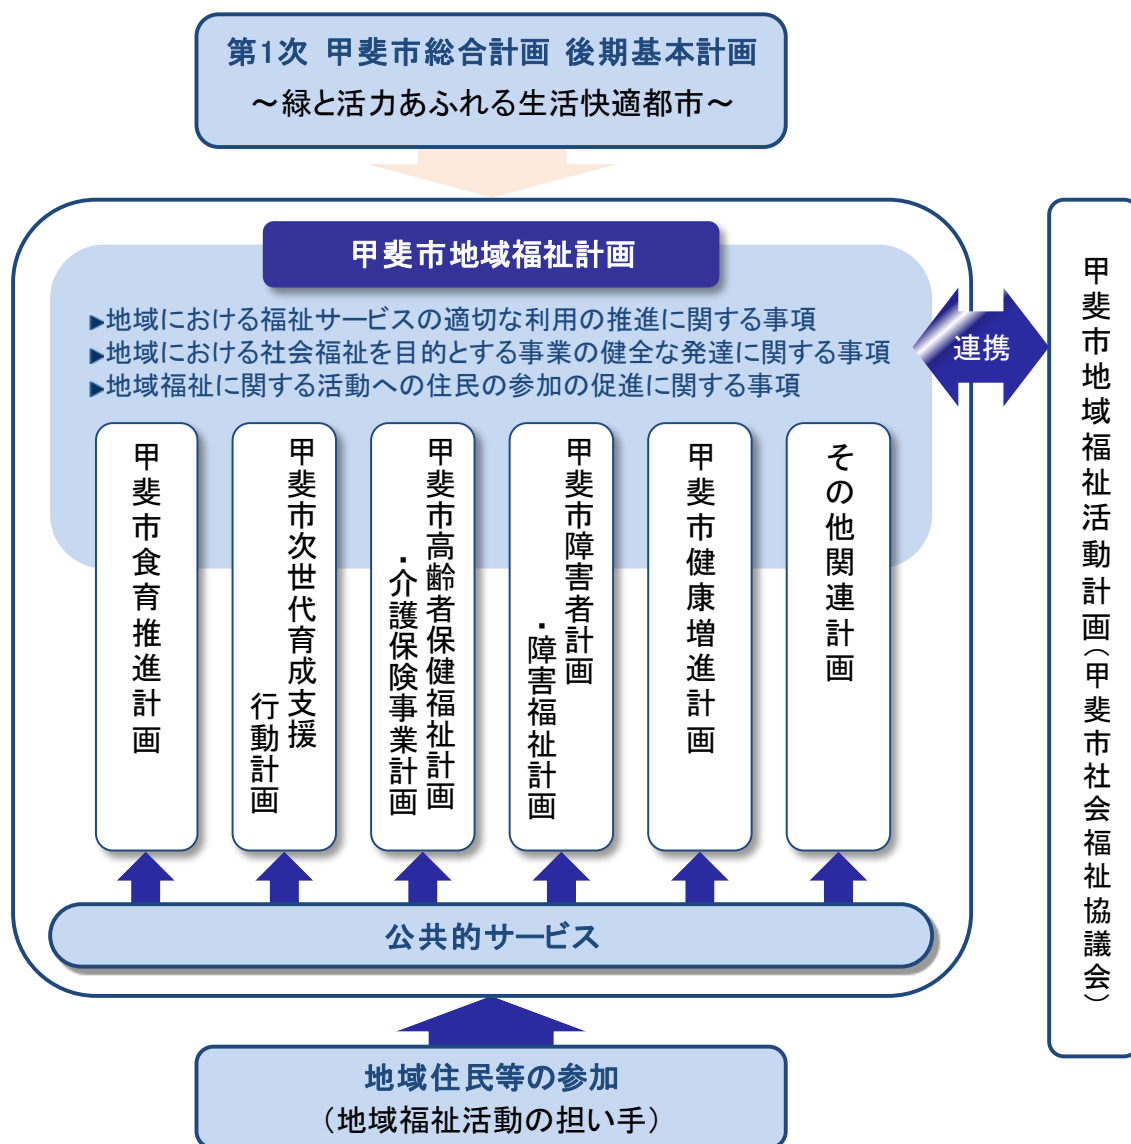 第1次 甲斐市総合計画 後期基本計画
～緑と活力あふれる生活快適都市～
甲斐市地域福祉計画
▶地域における福祉サービスの適切な利用の推進に関する事項
▶地域における社会福祉を目的とする事業の健全な発達に関する事項
▶地域福祉に関する活動への住民の参加の促進に関する事項
連携
甲斐市地域福祉活動計画（甲斐市社会福祉協議会）
甲斐市食育推進計画
甲斐市次世代育成支援
行動計画
甲斐市高齢者保健福祉計画
・介護保険事業計画
甲斐市障害者計画
・障害福祉計画
甲斐市健康増進計画
その他関連計画
公共的サービス
地域住民等の参加
（地域福祉活動の担い手）